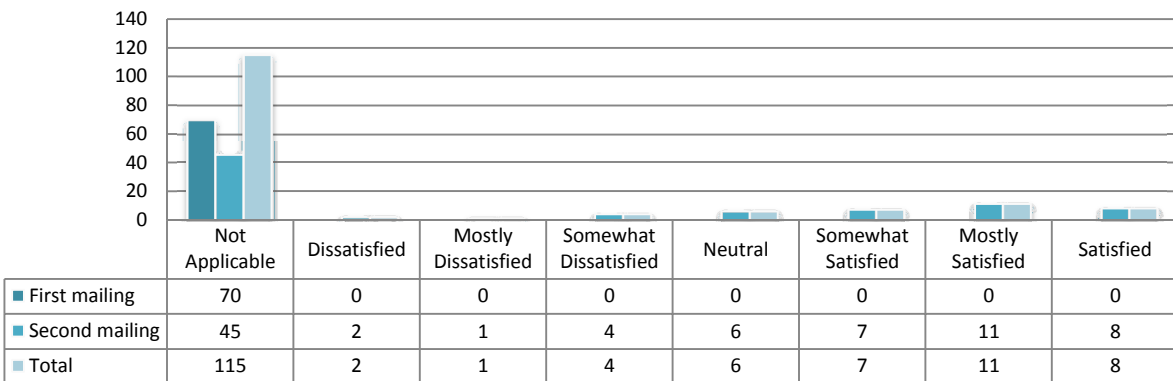 140
120
100
80
60
40
20
0
Not Applicable Dissatisfied Mostly Dissatisfied Somewhat Dissatisfied Neutral Somewhat Satisfied Mostly Satisfied Satisfied
First mailing 70 0 0 0 0 0 0 0
Second mailing 45 2 1 4 6 7 11 8
Total 115 2 1 4 6 7 11 8